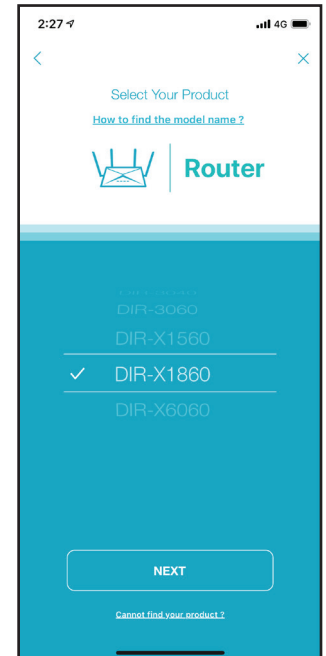 2:27 4G
Select Your Product
How to find the model name ?
Router
DIR-3060
DIR-X1560
DIR-X1860
DIR-X6060
NEXT
Cannot find your product ?